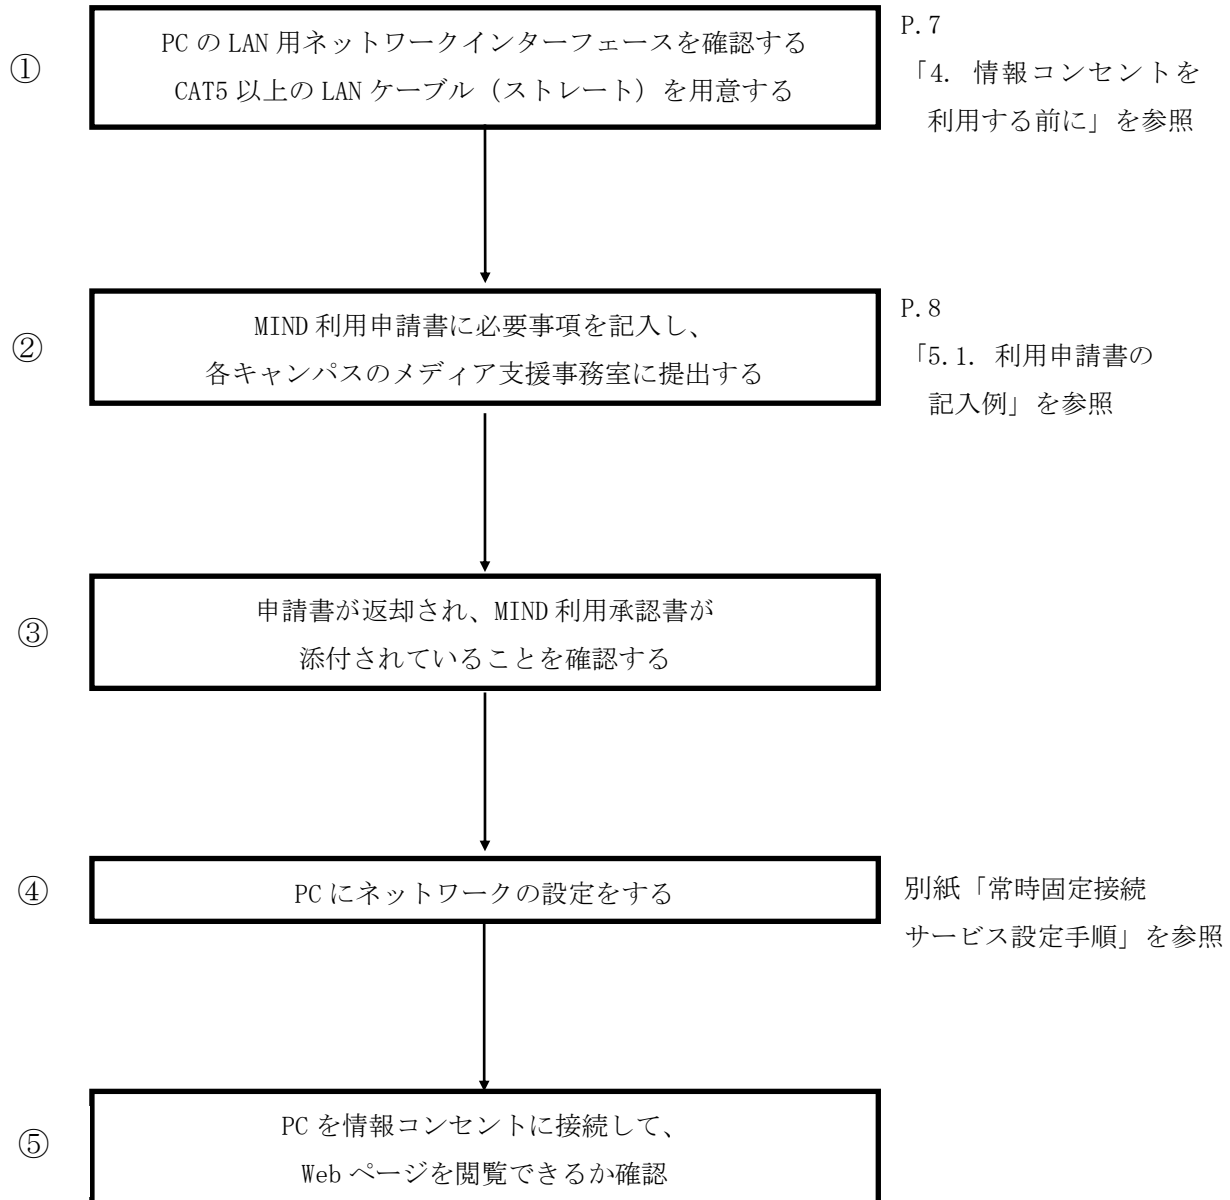 ①
PC の LAN 用ネットワークインターフェースを確認する
CAT5 以上の LAN ケーブル（ストレート）を用意する
P.7
「4. 情報コンセントを
利用する前に」を参照
②
MIND 利用申請書に必要事項を記入し、
各キャンパスのメディア支援事務室に提出する
P.8
「5.1. 利用申請書の
記入例」を参照
③
申請書が返却され、MIND 利用承認書が
添付されていることを確認する
④
PC にネットワークの設定をする
別紙「常時固定接続
サービス設定手順」を参照
⑤
PC を情報コンセントに接続して、
Web ページを閲覧できるか確認